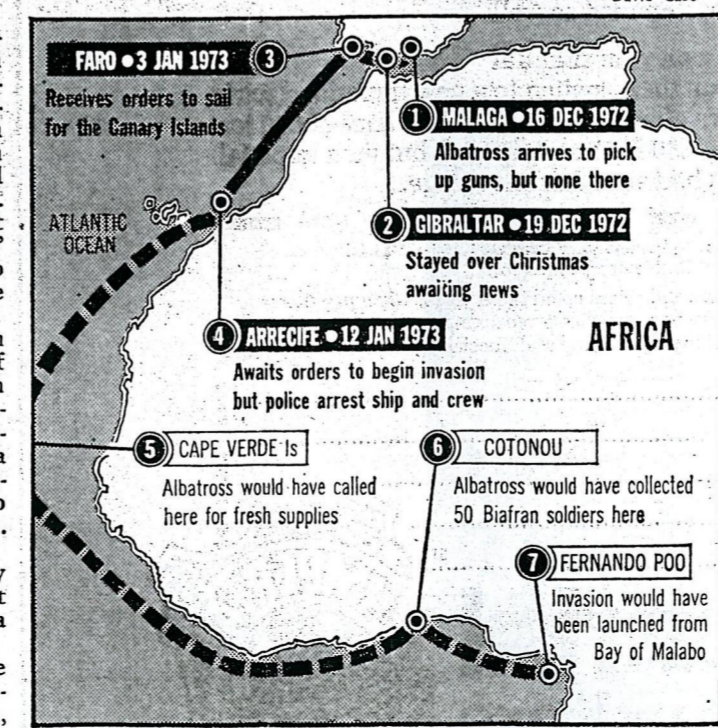 FARO • 3 JAN 1973 3
Receives orders to sail
for the Canary Islands
1 MALAGA • 16 DEC 1972
Albatross arrives to pick
up guns, but none there
2 GIBRALTAR • 19 DEC 1972
Stayed over Christmas
awaiting news
ATLANTIC
OCEAN
4 ARRECIFE • 12 JAN 1973
Awaits orders to begin invasion
but police arrest ship and crew
AFRICA
5 CAPE VERDE Is
Albatross would have called
here for fresh supplies
6 COTONOU
Albatross would have collected
50 Biafran soldiers here
7 FERNANDO POO
Invasion would have
been launched from
Bay of Malabo